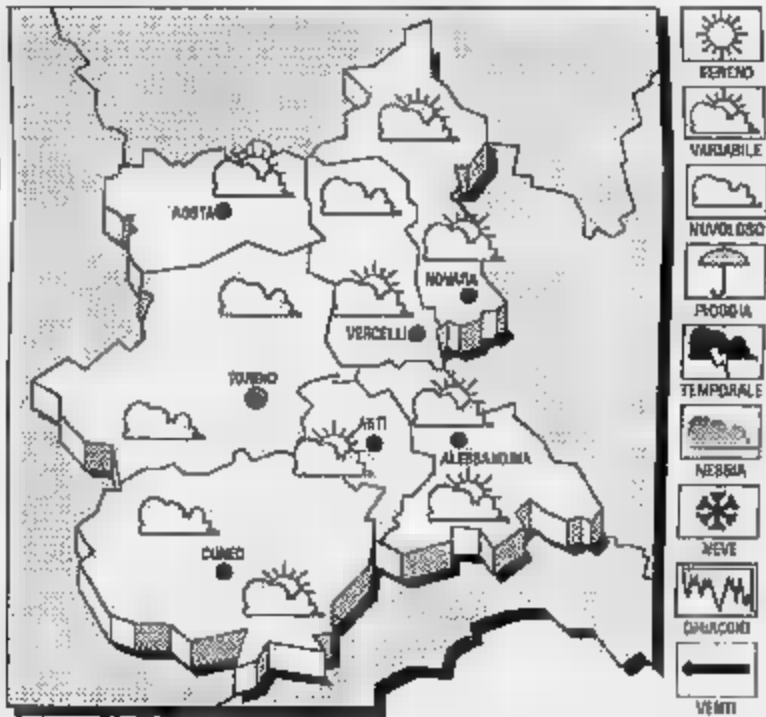 SERENO
VARIABILE
NUVOLOSO
PIOGGIA
TEMPORALE
NEBBIA
NEVE
GHIACCIO
VENTI
AOSTA
NOVARA
VERCELLI
TORINO
ASTI
ALESSANDRIA
CUNEO